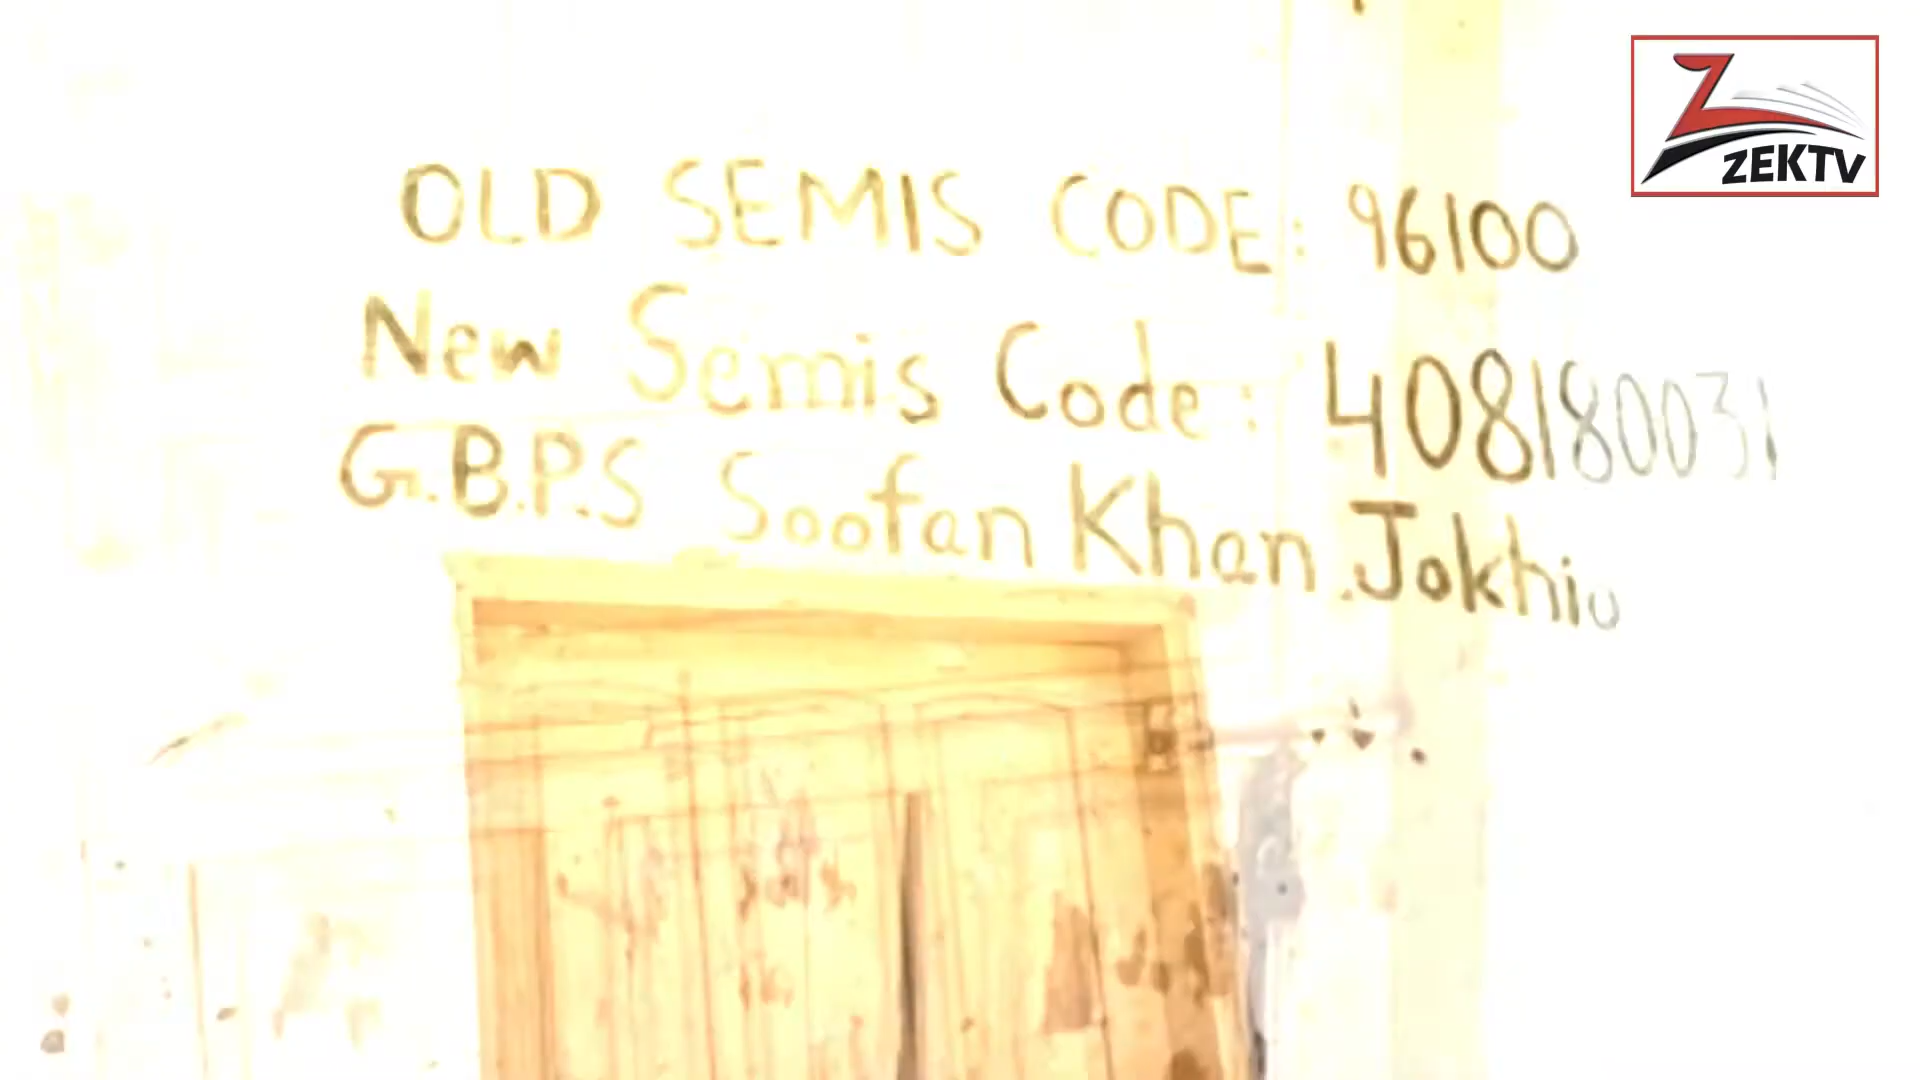 ZEKTV
OLD SEMIS CODE: 96100
New Semis Code: 408180031
G.B.P.S Soofan Khan Jokhio